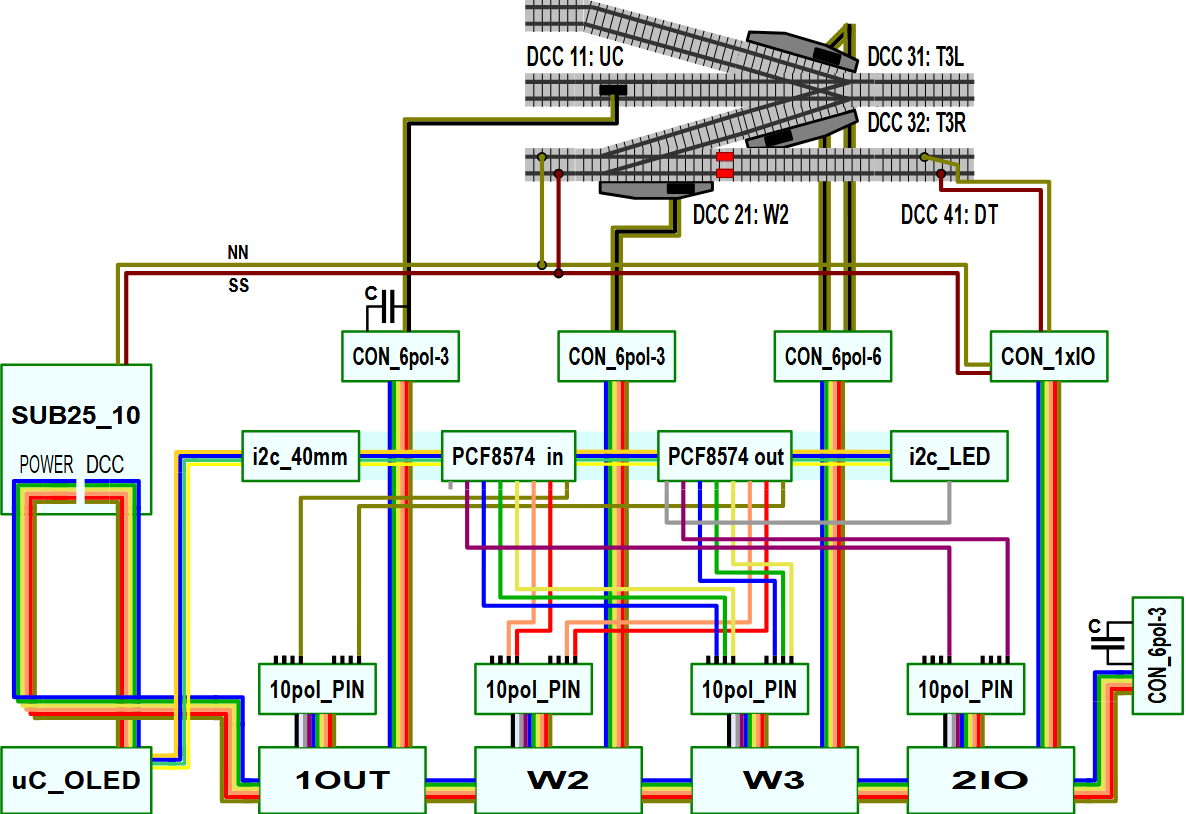 DCC 11: UC
DCC 31: T3L
DCC 32: T3R
DCC 21: W2
DCC 41: DT
NN
SS
C
CON_6pol-3
CON_6pol-3
CON_6pol-6
CON_1xIO
SUB25_10
POWER DCC
i2c_40mm
PCF8574 in
PCF8574 out
i2c_LED
C
CON_6pol-3
10pol_PIN
10pol_PIN
10pol_PIN
10pol_PIN
uC_OLED
1OUT
W2
W3
2IO